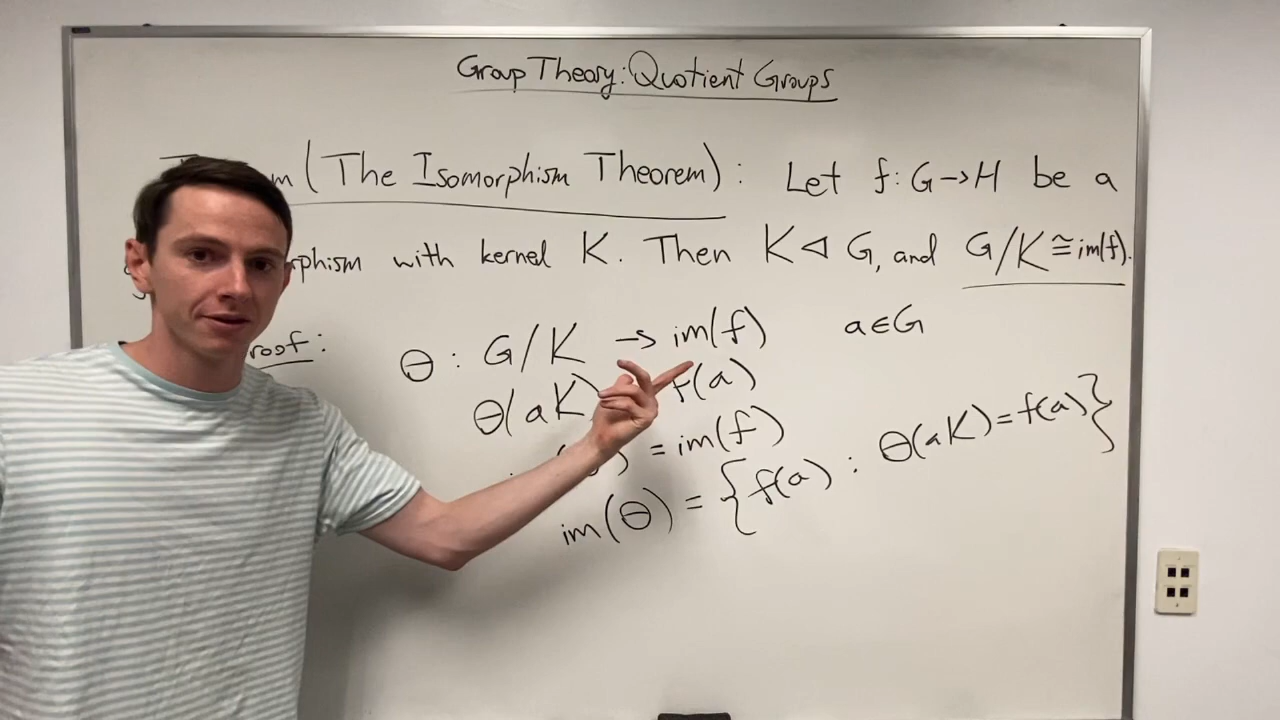 Group Theory: Quotient Groups
m (The Isomorphism Theorem): Let f: G→H be a
rphism with kernel K. Then K ⊲ G, and G/K ≅ im(f).
roof: θ : G/K → im(f) a∈G
θ(aK) f(a)
) = im(f)
im(θ) = {f(a) : θ(aK) = f(a)}